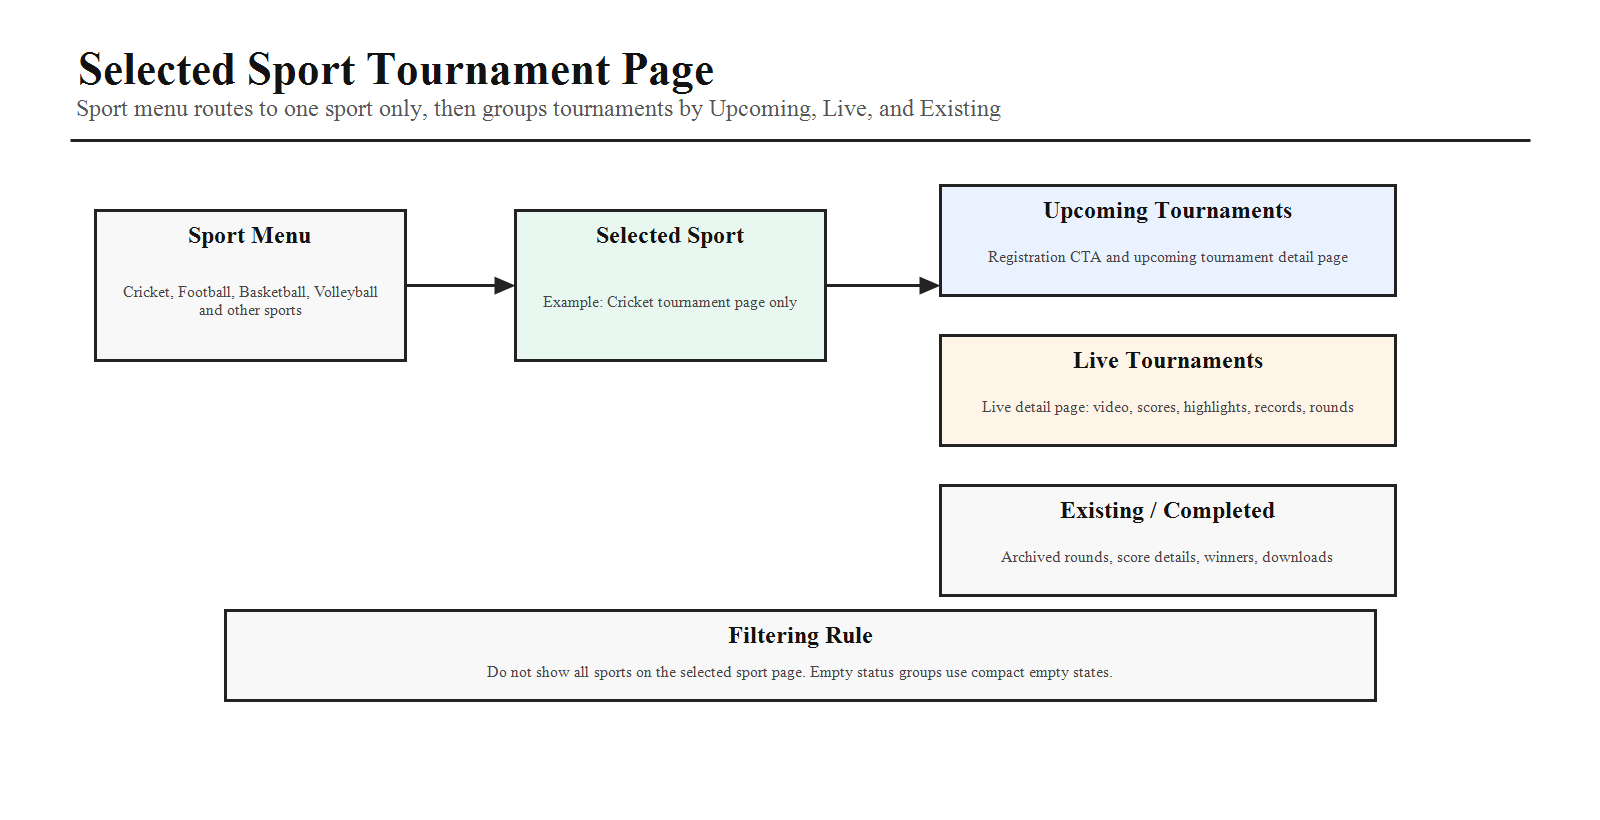 Selected Sport Tournament Page
Sport menu routes to one sport only, then groups tournaments by Upcoming, Live, and Existing
Sport Menu
Cricket, Football, Basketball, Volleyball
and other sports
Selected Sport
Example: Cricket tournament page only
Upcoming Tournaments
Registration CTA and upcoming tournament detail page
Live Tournaments
Live detail page: video, scores, highlights, records, rounds
Existing / Completed
Archived rounds, score details, winners, downloads
Filtering Rule
Do not show all sports on the selected sport page. Empty status groups use compact empty states.